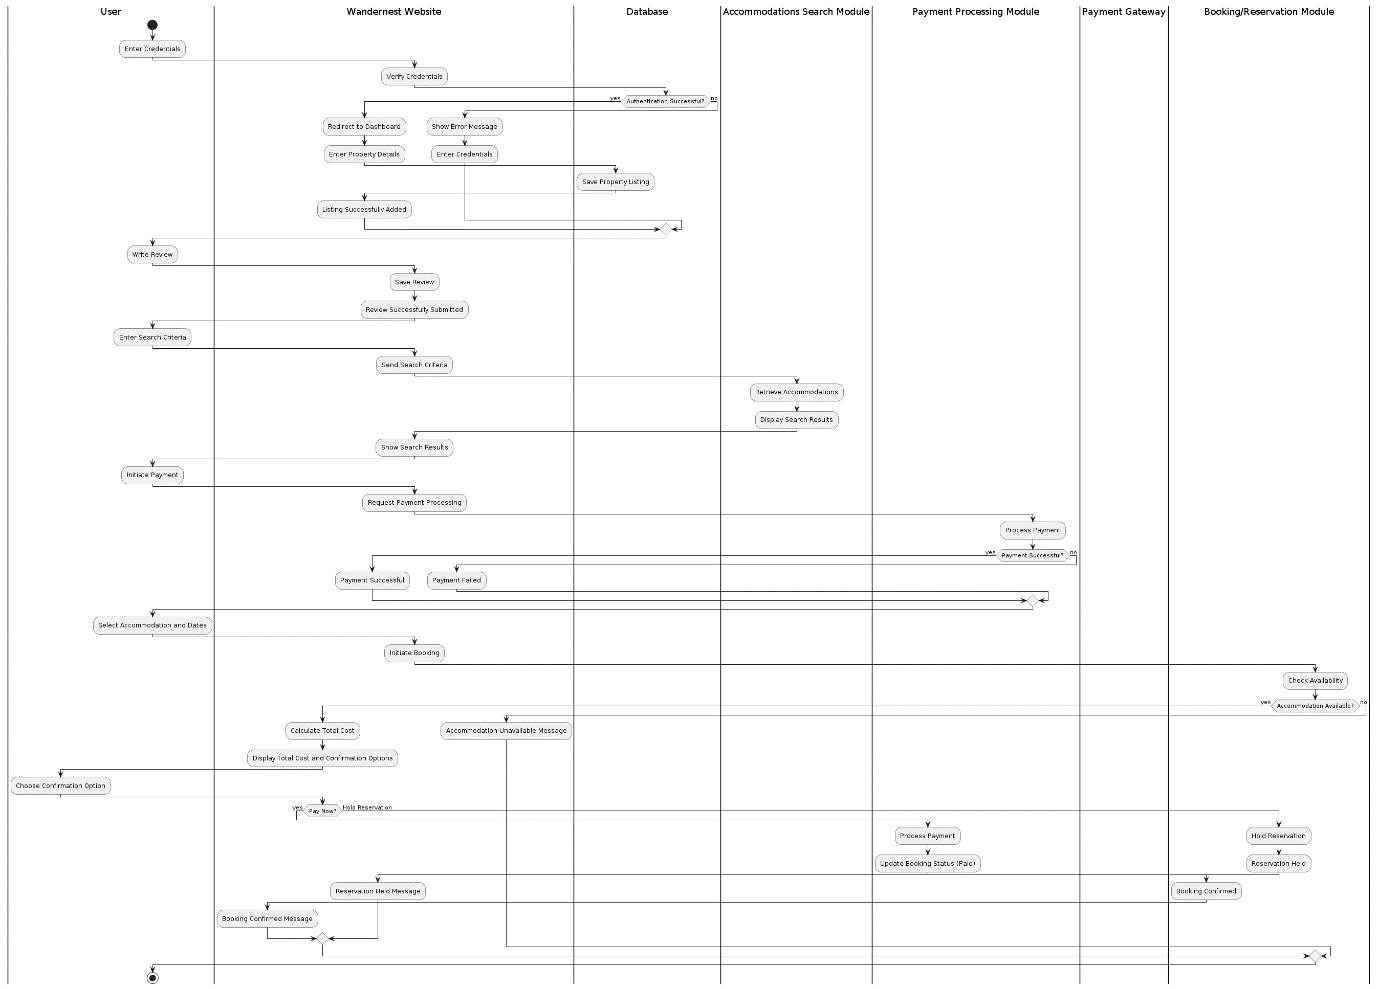 User
Wandernest Website
Database
Accommodations Search Module
Payment Processing Module
Payment Gateway
Booking/Reservation Module
Enter Credentials
Verify Credentials
yes
Authentication Successful?
no
Redirect to Dashboard
Show Error Message
Enter Property Details
Enter Credentials
Save Property Listing
Listing Successfully Added
Write Review
Save Review
Review Successfully Submitted
Enter Search Criteria
Send Search Criteria
Retrieve Accommodations
Display Search Results
Show Search Results
Initiate Payment
Request Payment Processing
Process Payment
yes
Payment Successful?
no
Payment Successful
Payment Failed
Select Accommodation and Dates
Initiate Booking
Check Availability
yes
Accommodation Available?
no
Calculate Total Cost
Accommodation Unavailable Message
Display Total Cost and Confirmation Options
Choose Confirmation Option
yes
Pay Now?
Hold Reservation
Process Payment
Hold Reservation
Update Booking Status (Paid)
Reservation Held
Reservation Held Message
Booking Confirmed
Booking Confirmed Message